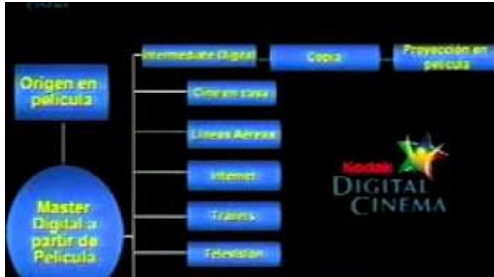 Intermediate Digital
Copia
Proyección en
película
Origen en
película
Cine en casa
Líneas Aéreas
Internet
Trailers
Televisión
Master
Digital a
partir de
Película
Kodak
DIGITAL
CINEMA